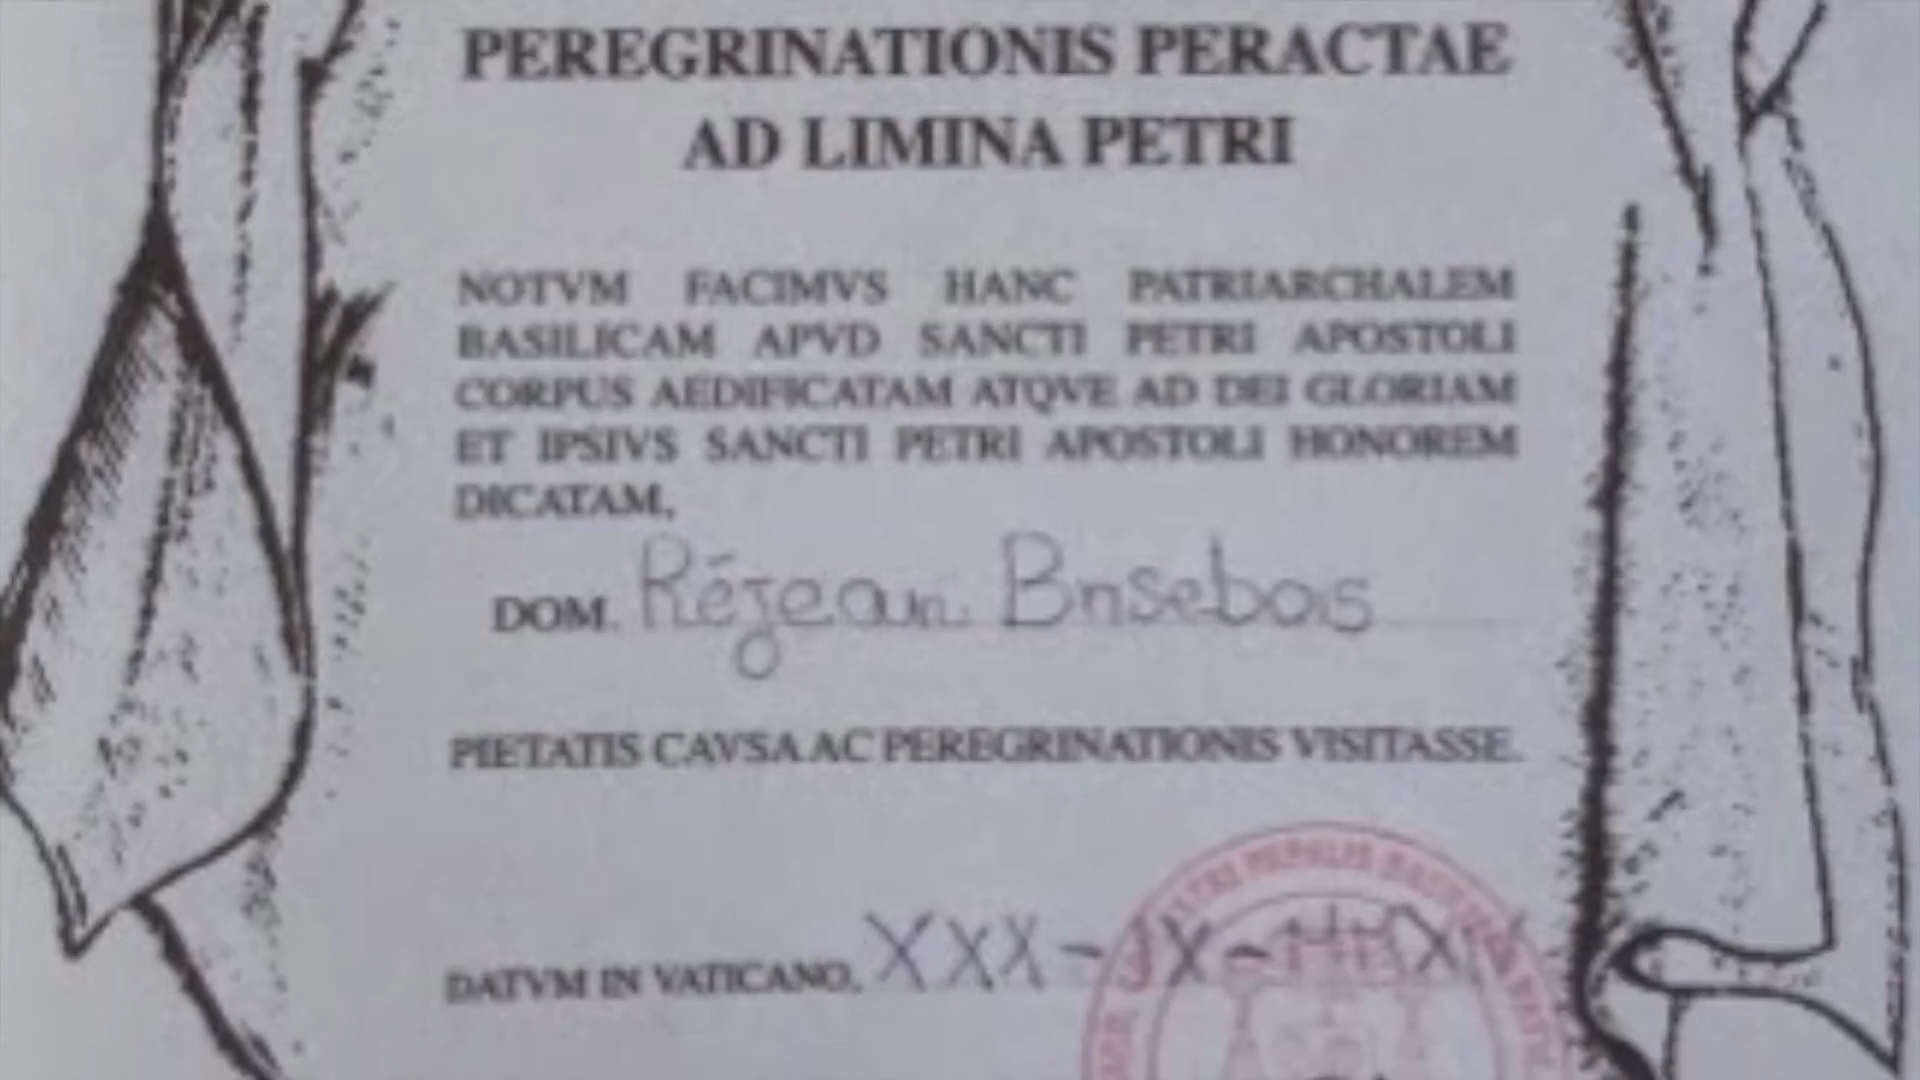 PEREGRINATIONIS PERACTAE
AD LIMINA PETRI
NOTVM FACIMVS HANC PATRIARCHALEM
BASILICAM APVD SANCTI PETRI APOSTOLI
CORPUS AEDIFICATAM ATQVE AD DEI GLORIAM
ET IPSIVS SANCTI PETRI APOSTOLI HONOREM
DICATAM,
DOM. Réjean Brisebois
PIETATIS CAVSA AC PEREGRINATIONIS VISITASSE.
DATVM IN VATICANO, XXX-IX-